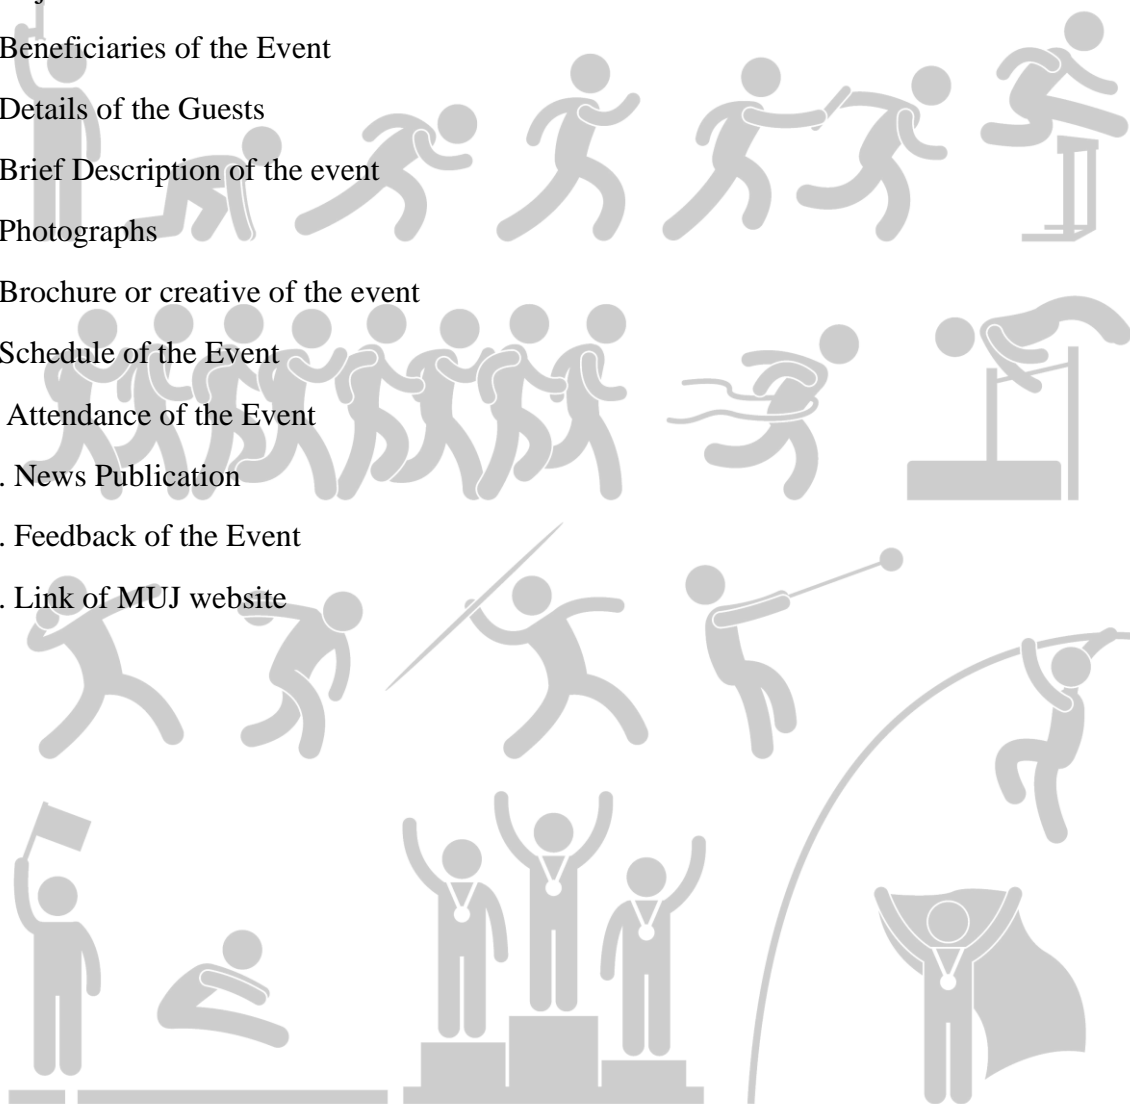 Beneficiaries of the Event
Details of the Guests
Brief Description of the event
Photographs
Brochure or creative of the event
Schedule of the Event
Attendance of the Event
. News Publication
. Feedback of the Event
. Link of MUJ website